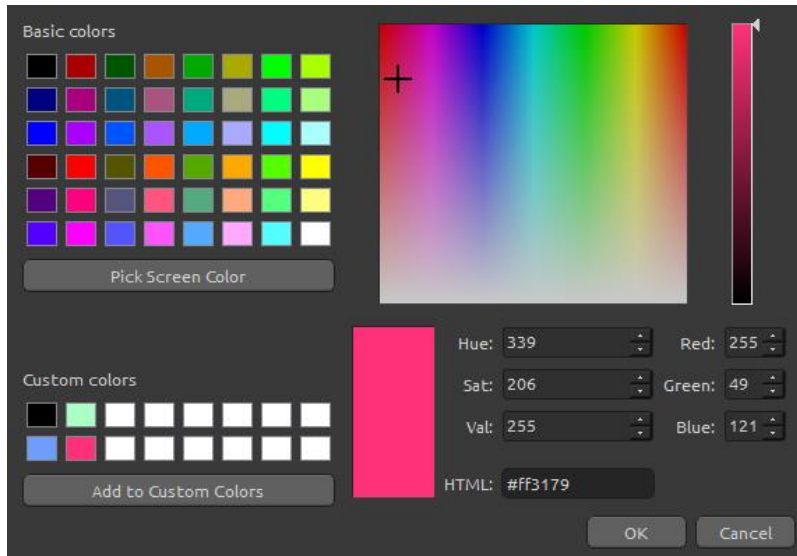 Basic colors
Pick Screen Color
Custom colors
Add to Custom Colors
Hue: 339
Red: 255
Sat: 206
Green: 49
Val: 255
Blue: 121
HTML: #ff3179
OK
Cancel